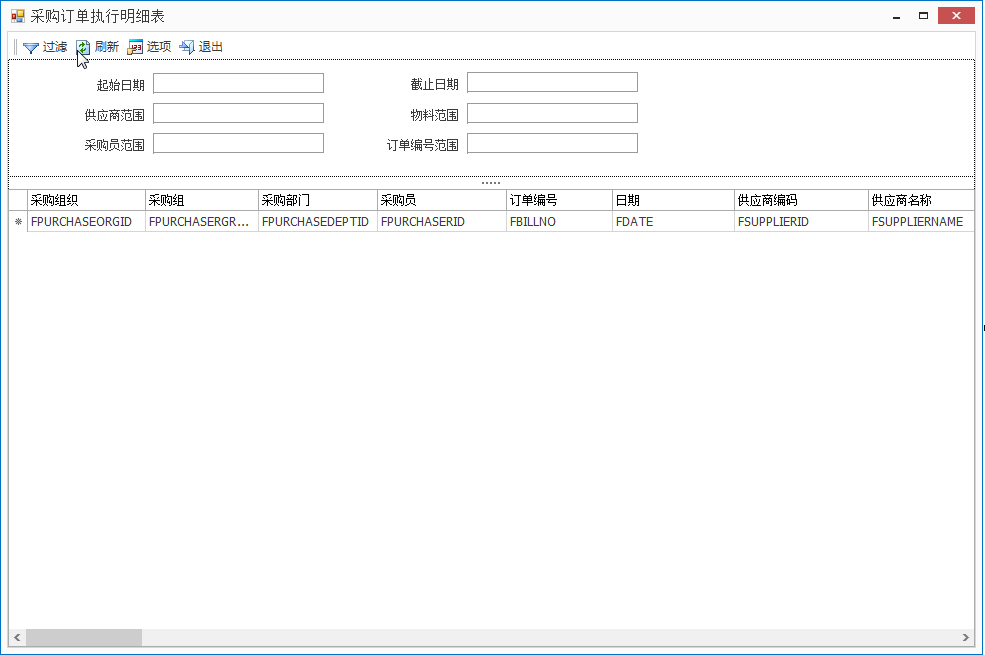 采购订单执行明细表
过滤 刷新 选项 退出
起始日期 截止日期
供应商范围 物料范围
采购员范围 订单编号范围
采购组织 采购组 采购部门 采购员 订单编号 日期 供应商编码 供应商名称
FPURCHASEORGID FPURCHASERGR... FPURCHASEDEPTID FPURCHASERID FBILLNO FDATE FSUPPLIERID FSUPPLIERNAME